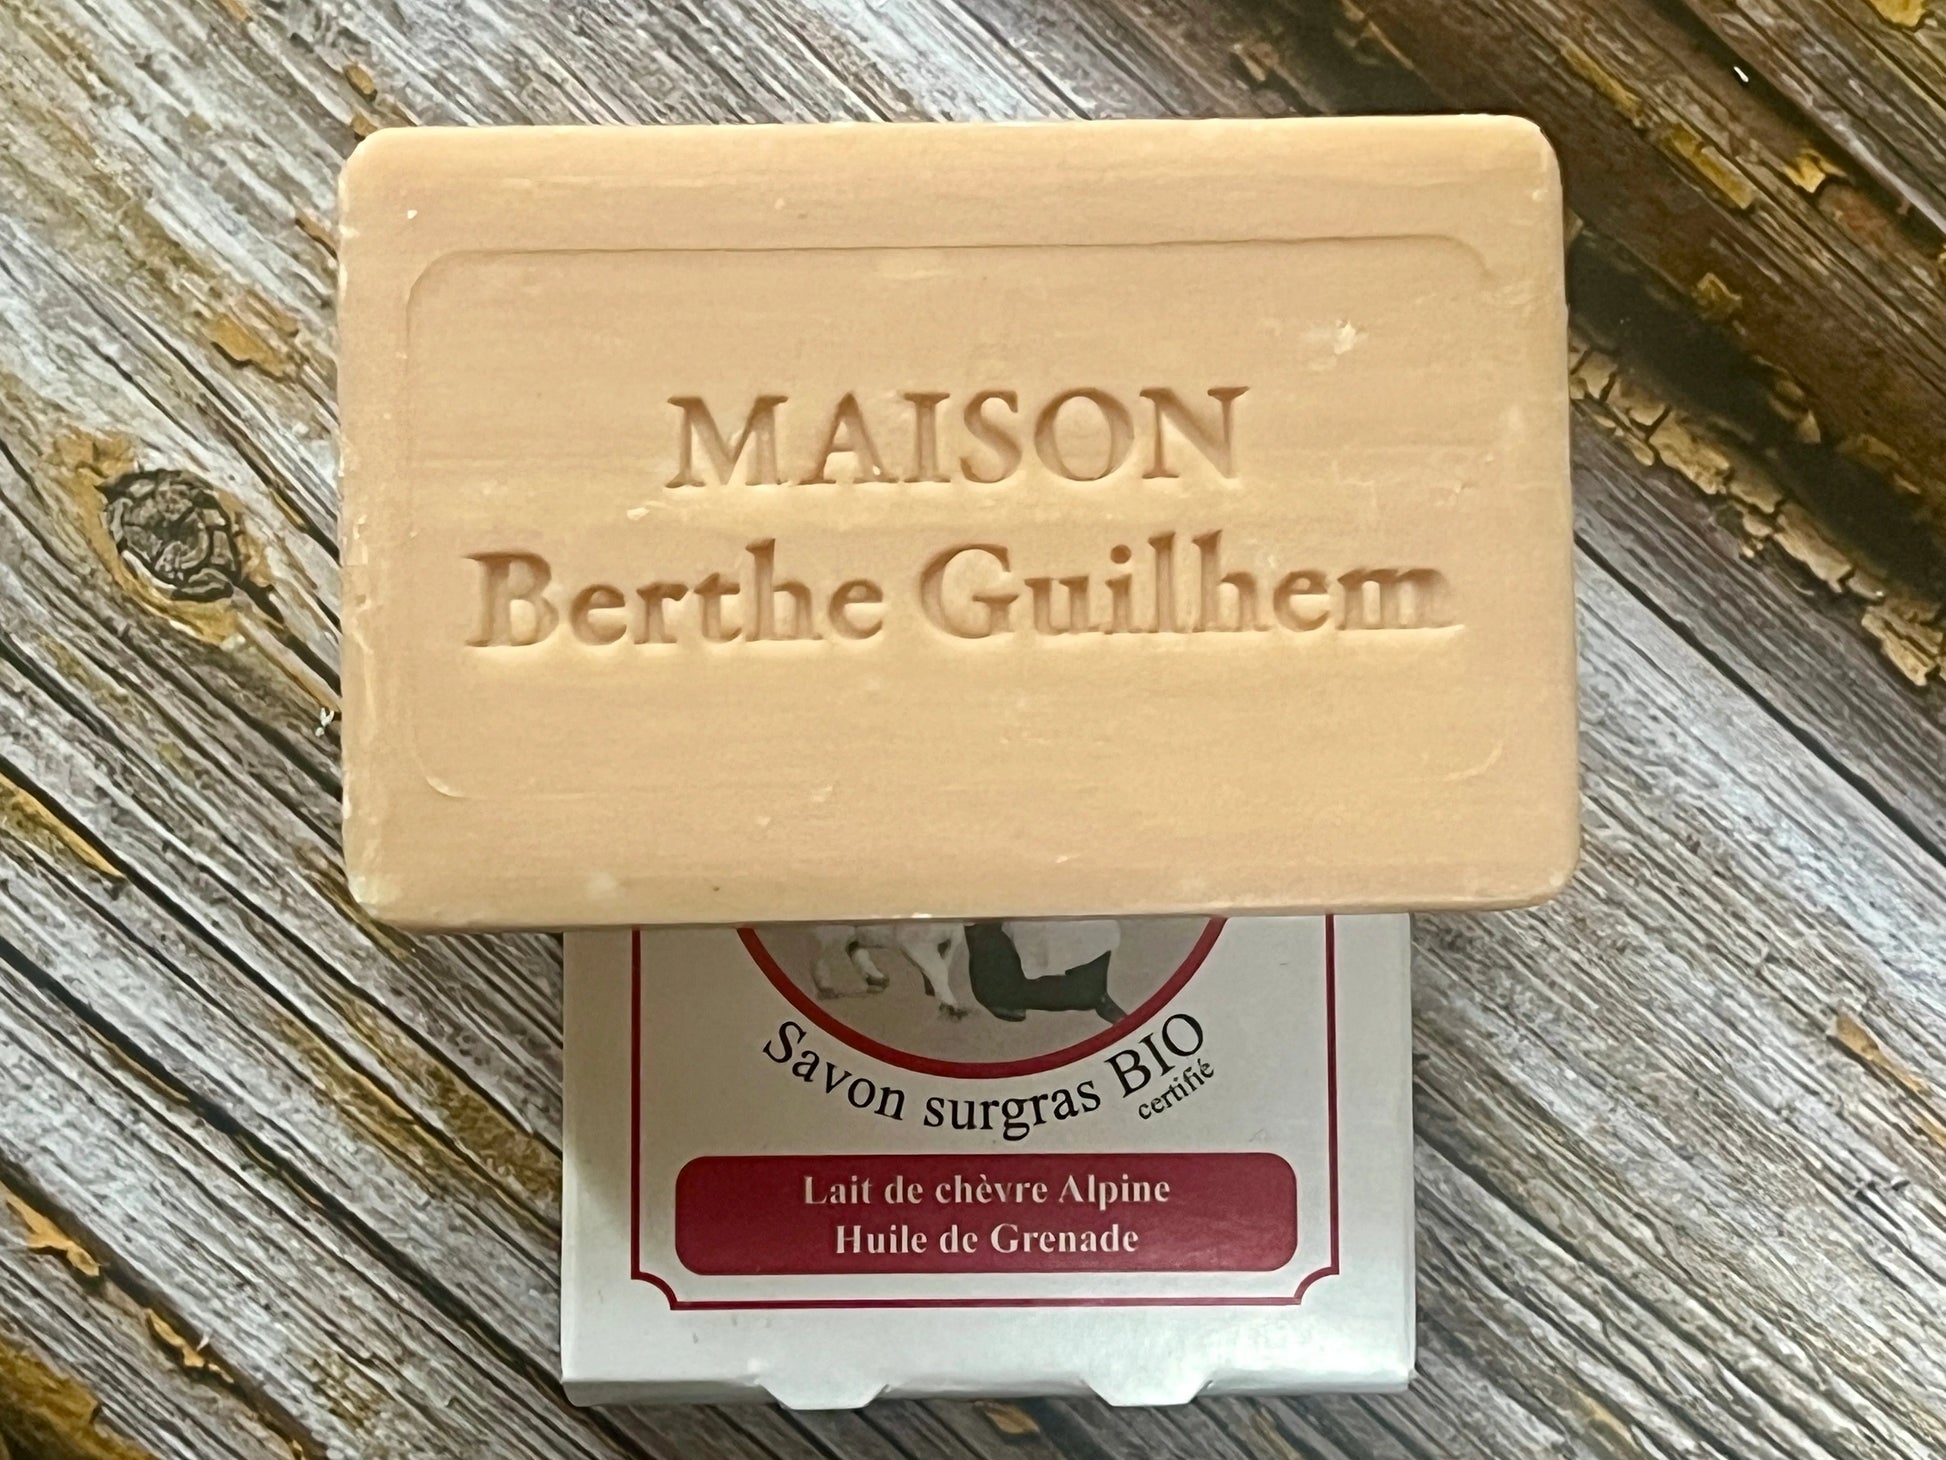 MAISON
Berthe Guilhem
Savon surgras BIO
certifié
Lait de chèvre Alpine
Huile de Grenade